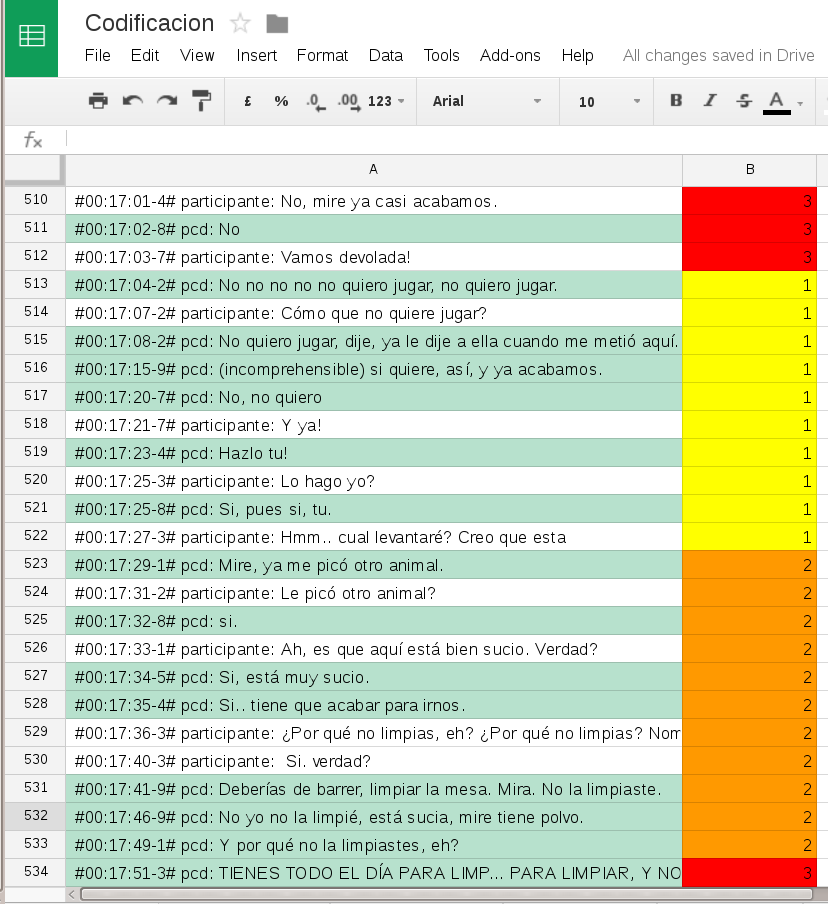 Codificacion
File Edit View Insert Format Data Tools Add-ons Help All changes saved in Drive
£ % .0 .00 123 Arial 10 B I S A
fx
A B
510 #00:17:01-4# participante: No, mire ya casi acabamos. 3
511 #00:17:02-8# pcd: No 3
512 #00:17:03-7# participante: Vamos devolada! 3
513 #00:17:04-2# pcd: No no no no no quiero jugar, no quiero jugar. 1
514 #00:17:07-2# participante: Cómo que no quiere jugar? 1
515 #00:17:08-2# pcd: No quiero jugar, dije, ya le dije a ella cuando me metió aquí. 1
516 #00:17:15-9# pcd: (incomprehensible) si quiere, así, y ya acabamos. 1
517 #00:17:20-7# pcd: No, no quiero 1
518 #00:17:21-7# participante: Y ya! 1
519 #00:17:23-4# pcd: Hazlo tu! 1
520 #00:17:25-3# participante: Lo hago yo? 1
521 #00:17:25-8# pcd: Si, pues si, tu. 1
522 #00:17:27-3# participante: Hmm.. cual levantaré? Creo que esta 1
523 #00:17:29-1# pcd: Mire, ya me picó otro animal. 2
524 #00:17:31-2# participante: Le picó otro animal? 2
525 #00:17:32-8# pcd: si. 2
526 #00:17:33-1# participante: Ah, es que aquí está bien sucio. Verdad? 2
527 #00:17:34-5# pcd: Si, está muy sucio. 2
528 #00:17:35-4# pcd: Si.. tiene que acabar para irnos. 2
529 #00:17:36-3# participante: ¿Por qué no limpias, eh? ¿Por qué no limpias? Nom 2
530 #00:17:40-3# participante: Si. verdad? 2
531 #00:17:41-9# pcd: Deberías de barrer, limpiar la mesa. Mira. No la limpiaste. 2
532 #00:17:46-9# pcd: No yo no la limpié, está sucia, mire tiene polvo. 2
533 #00:17:49-1# pcd: Y por qué no la limpiastes, eh? 2
534 #00:17:51-3# pcd: TIENES TODO EL DÍA PARA LIMP... PARA LIMPIAR, Y NO 3